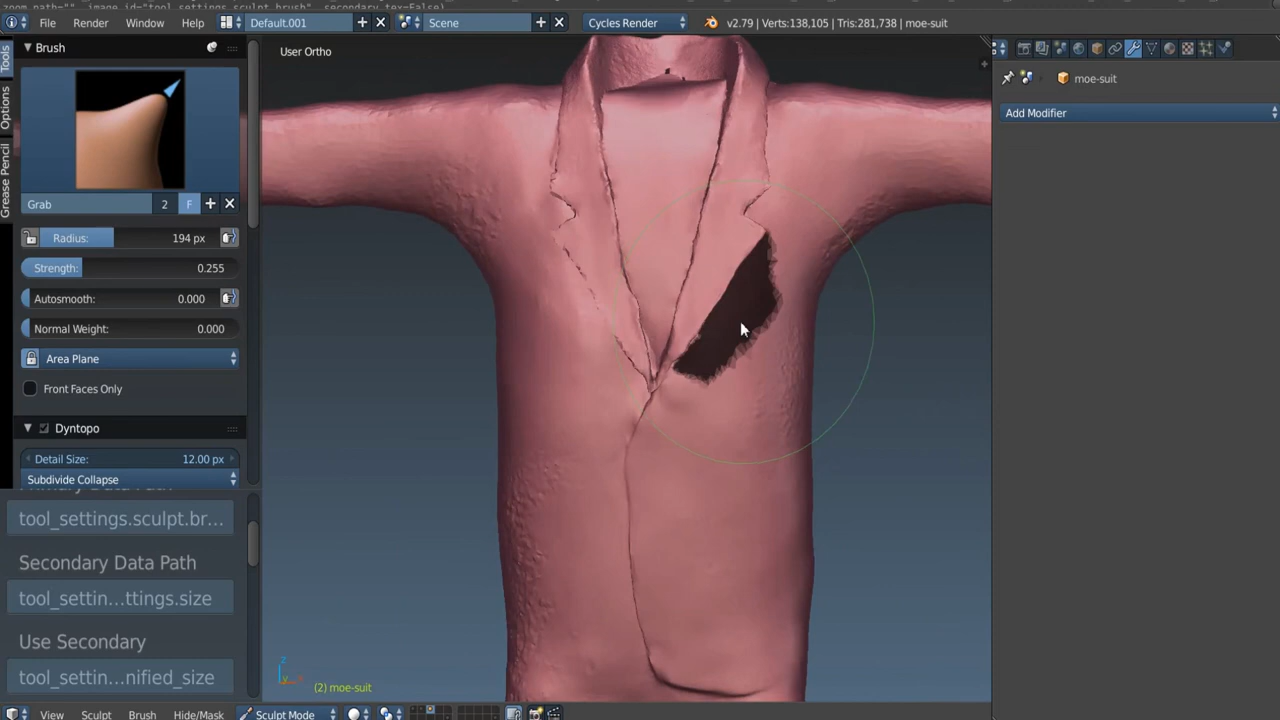 File Render Window Help Default.001 Scene Cycles Render v2.79 | Verts:138,105 | Tris:281,738 | moe-suit
Brush
User Ortho
moe-suit
Add Modifier
Tools
Options
Grease Pencil
Grab 2 F
Radius: 194 px
Strength: 0.255
Autosmooth: 0.000
Normal Weight: 0.000
Area Plane
Front Faces Only
Dyntopo
Detail Size: 12.00 px
Subdivide Collapse
tool_settings.sculpt.br...
Secondary Data Path
tool_settin...ttings.size
Use Secondary
tool_settin...nified_size
z
(2) moe-suit
View Sculpt Brush Hide/Mask Sculpt Mode